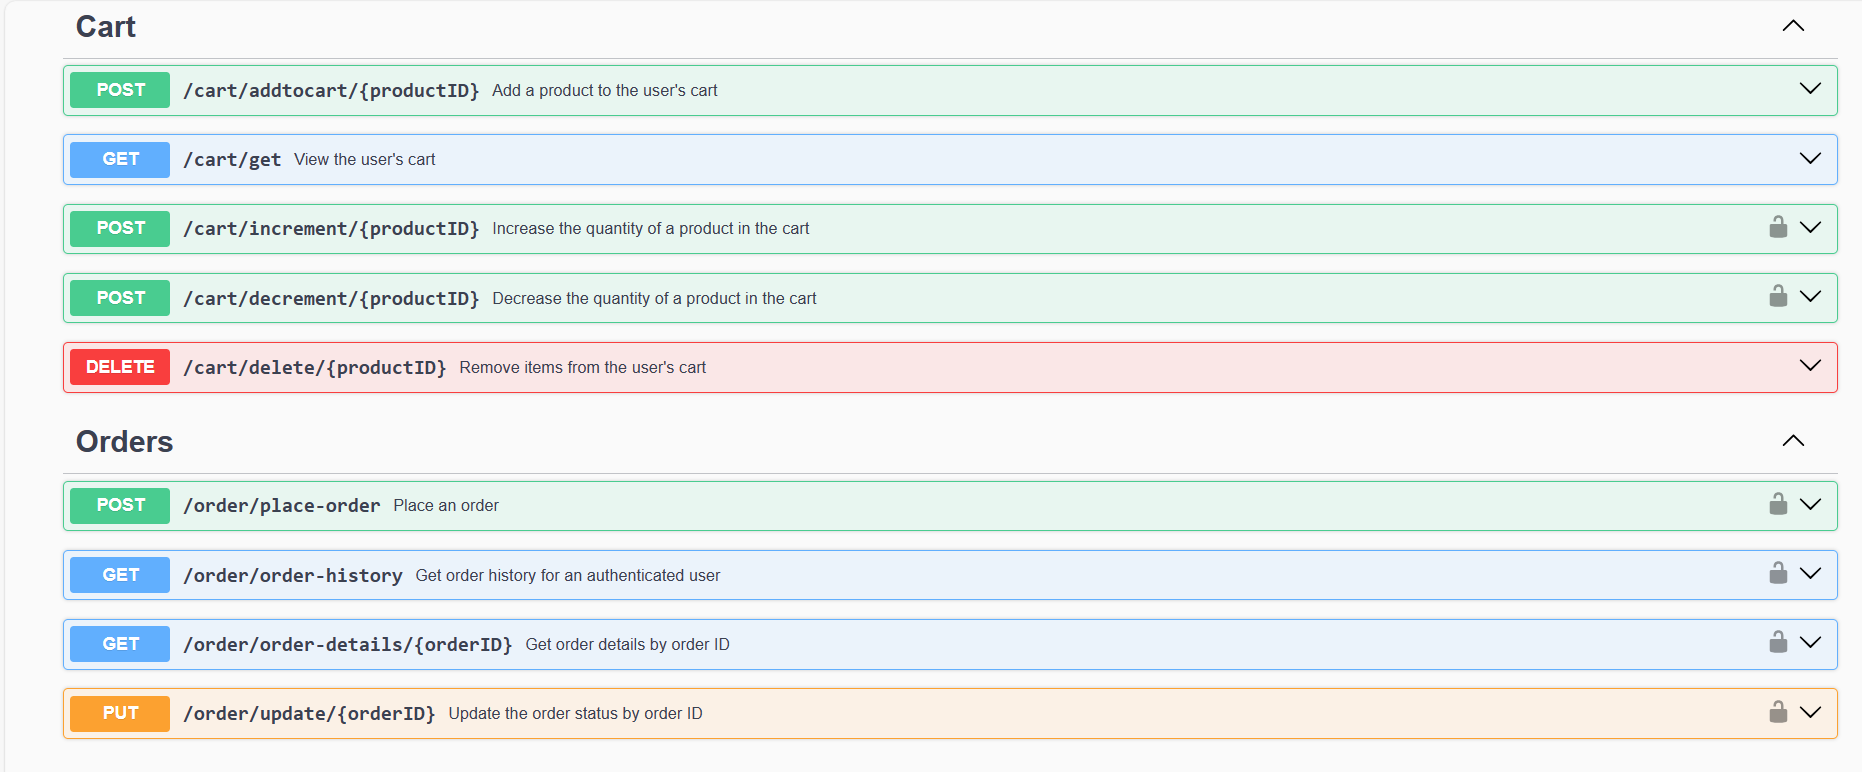 Cart
POST /cart/addtocart/{productID} Add a product to the user's cart
GET /cart/get View the user's cart
POST /cart/increment/{productID} Increase the quantity of a product in the cart
POST /cart/decrement/{productID} Decrease the quantity of a product in the cart
DELETE /cart/delete/{productID} Remove items from the user's cart
Orders
POST /order/place-order Place an order
GET /order/order-history Get order history for an authenticated user
GET /order/order-details/{orderID} Get order details by order ID
PUT /order/update/{orderID} Update the order status by order ID